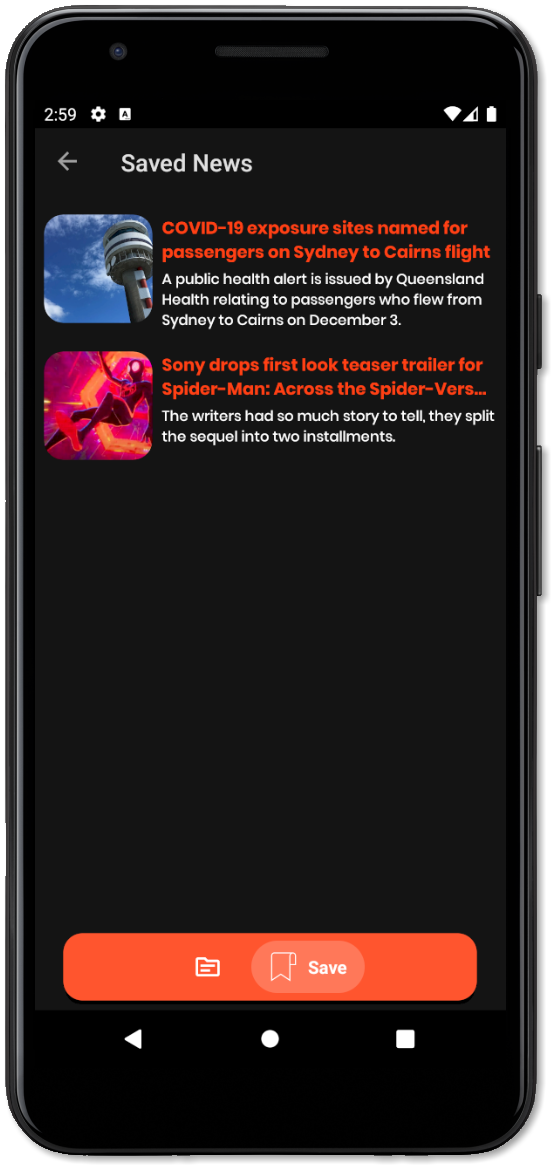 2:59
Saved News
COVID-19 exposure sites named for
passengers on Sydney to Cairns flight
A public health alert is issued by Queensland
Health relating to passengers who flew from
Sydney to Cairns on December 3.
Sony drops first look teaser trailer for
Spider-Man: Across the Spider-Vers...
The writers had so much story to tell, they split
the sequel into two installments.
Save